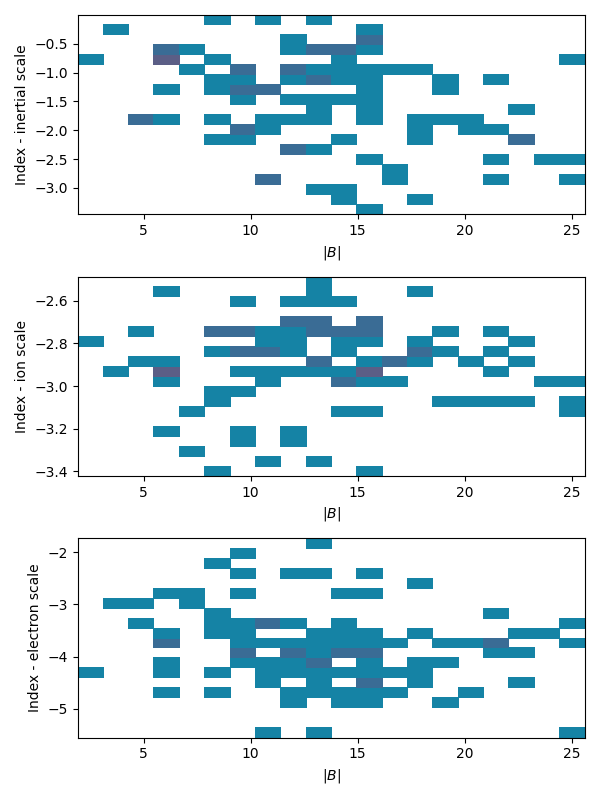 Index - inertial scale
−0.5
−1.0
−1.5
−2.0
−2.5
−3.0
5 10 15 20 25
|B|
Index - ion scale
−2.6
−2.8
−3.0
−3.2
−3.4
5 10 15 20 25
|B|
Index - electron scale
−2
−3
−4
−5
5 10 15 20 25
|B|